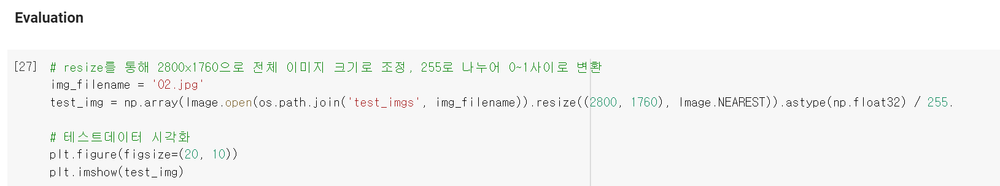 Evaluation
[27] # resize를 통해 2800x1760으로 전체 이미지 크기로 조정, 255로 나누어 0~1사이로 변환
img_filename = '02.jpg'
test_img = np.array(Image.open(os.path.join('test_imgs', img_filename)).resize((2800, 1760), Image.NEAREST)).astype(np.float32) / 255.
# 테스트데이터 시각화
plt.figure(figsize=(20, 10))
plt.imshow(test_img)